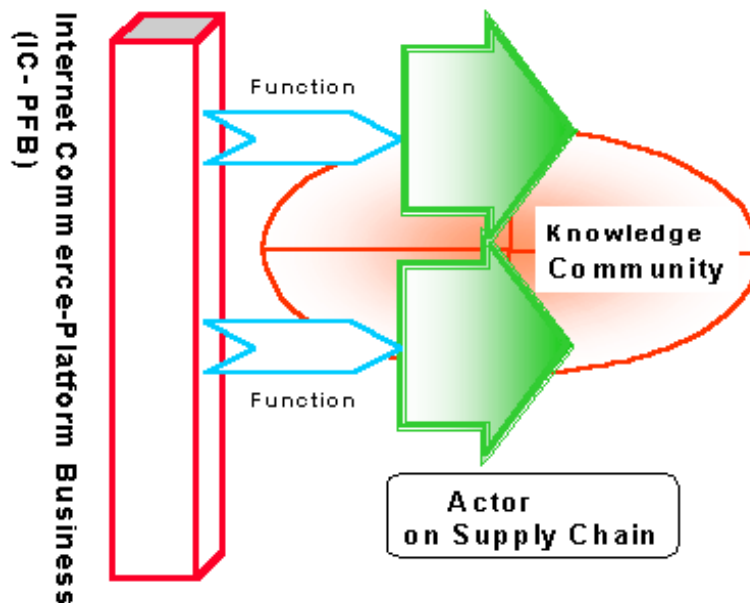 Internet Commerce-Platform Business
(IC- PFB)
Function
Knowledge
Community
Function
Actor
on Supply Chain